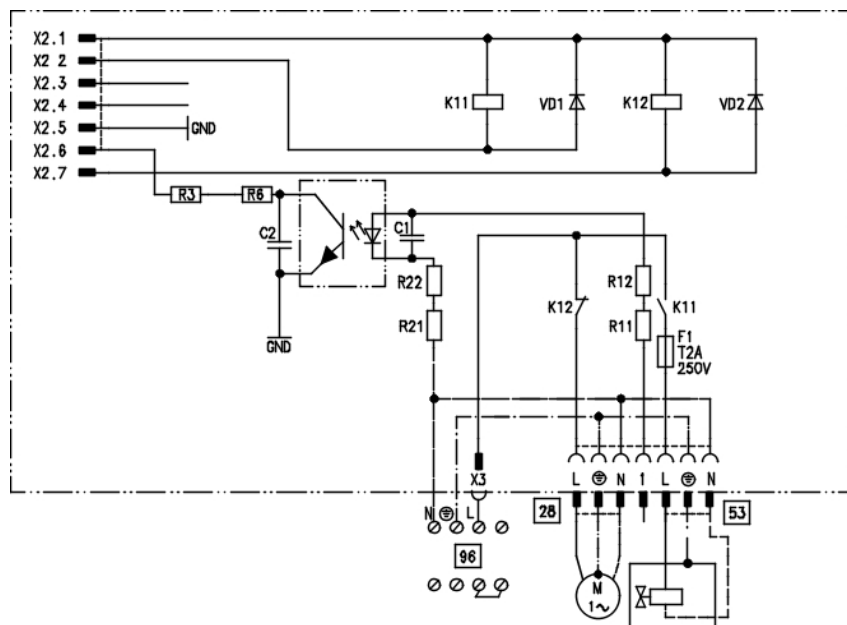 X2.1
X2 2
X2.3
X2.4
X2.5
X2.6
X2.7
GND
K11
VD1
K12
VD2
R3
R6
C2
C1
R22
R21
GND
K12
R12
R11
K11
F1
T2A
250V
X3
L
N
1
L
N
N
L
28
53
96
M
1~